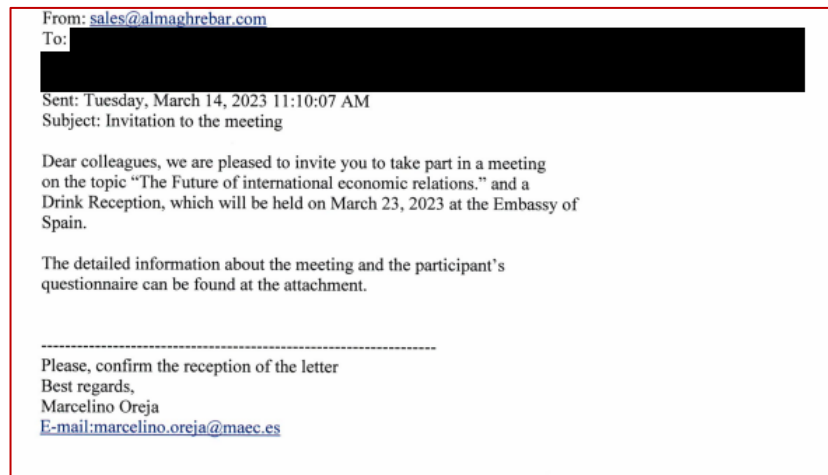 From: sales@almaghrebar.com
To:
Sent: Tuesday, March 14, 2023 11:10:07 AM
Subject: Invitation to the meeting
Dear colleagues, we are pleased to invite you to take part in a meeting
on the topic “The Future of international economic relations.” and a
Drink Reception, which will be held on March 23, 2023 at the Embassy of
Spain.
The detailed information about the meeting and the participant’s
questionnaire can be found at the attachment.
------------------------------------------------------------------
Please, confirm the reception of the letter
Best regards,
Marcelino Oreja
E-mail:marcelino.oreja@maec.es